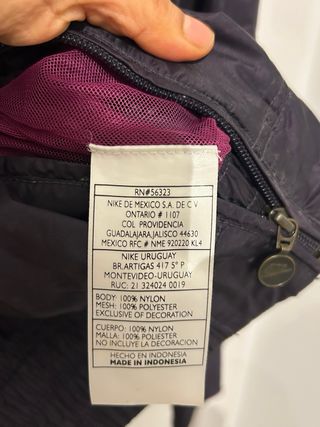 RN#56323
NIKE DE MEXICO S.A. DE C V
ONTARIO # 1107
COL. PROVIDENCIA
GUADALAJARA,JALISCO 44630
MEXICO RFC # NME 920220 KL4
NIKE URUGUAY
BR.ARTIGAS 417 5° P
MONTEVIDEO-URUGUAY
RUC: 21 324024 0019
BODY: 100% NYLON
MESH: 100% POLYESTER
EXCLUSIVE OF DECORATION
CUERPO: 100% NYLON
MALLA: 100% POLIESTER
NO INCLUYE LA DECORACION
HECHO EN INDONESIA
MADE IN INDONESIA